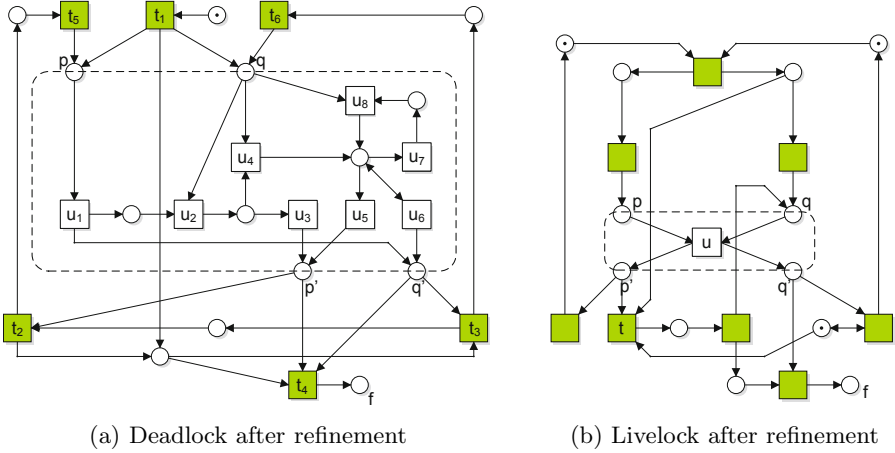 t5 t1 t6
p q
u8
u4 u7
u1 u2 u3 u5 u6
p' q'
t2 t3
t4 f
p q
u
p' q'
t
f
(a) Deadlock after refinement
(b) Livelock after refinement